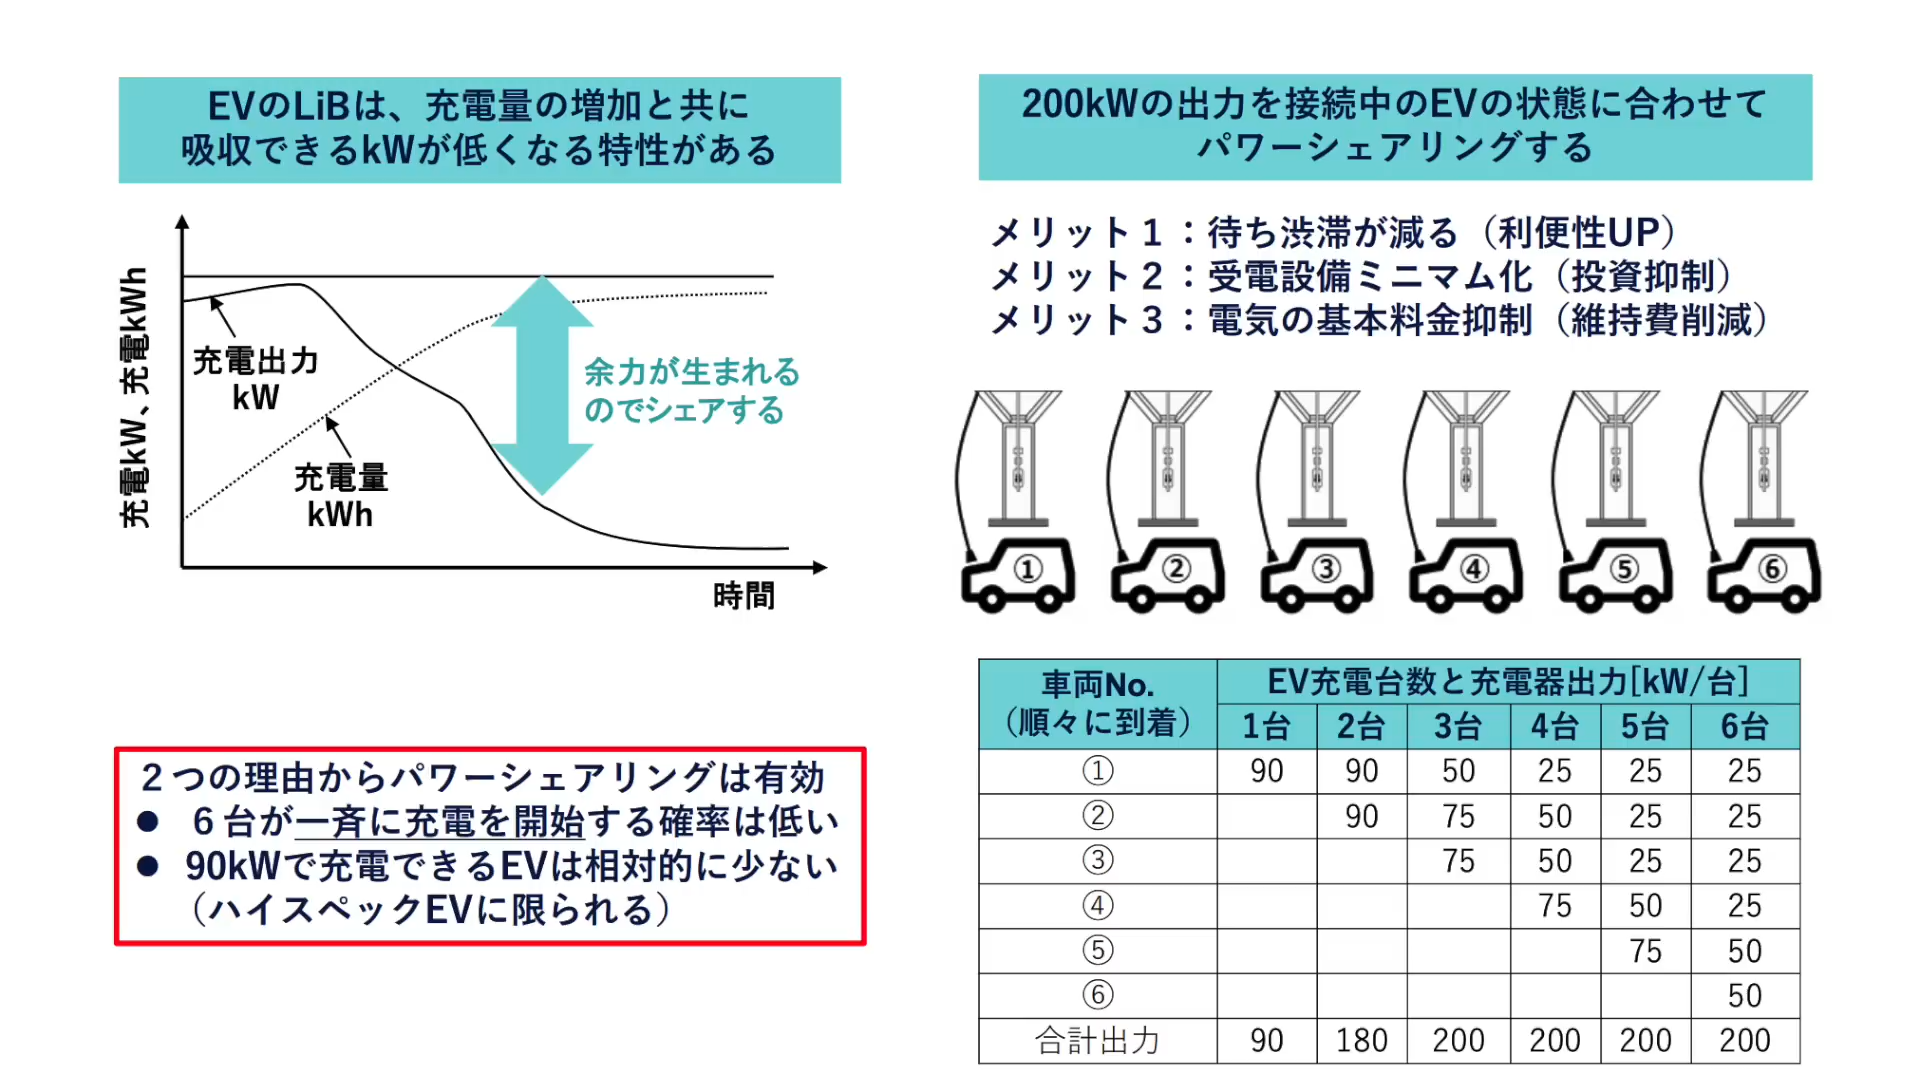 EVのLiBは、充電量の増加と共に
吸収できるkWが低くなる特性がある
充電kW、充電kWh
充電出力
kW
充電量
kWh
余力が生まれる
のでシェアする
時間
２つの理由からパワーシェアリングは有効
● ６台が一斉に充電を開始する確率は低い
● 90kWで充電できるEVは相対的に少ない
（ハイスペックEVに限られる）
200kWの出力を接続中のEVの状態に合わせて
パワーシェアリングする
メリット１：待ち渋滞が減る（利便性UP）
メリット２：受電設備ミニマム化（投資抑制）
メリット３：電気の基本料金抑制（維持費削減）
① ② ③ ④ ⑤ ⑥
車両No.
（順々に到着）
EV充電台数と充電器出力[kW/台]
1台 2台 3台 4台 5台 6台
① 90 90 50 25 25 25
② 90 75 50 25 25
③ 75 50 25 25
④ 75 50 25
⑤ 75 50
⑥ 50
合計出力 90 180 200 200 200 200